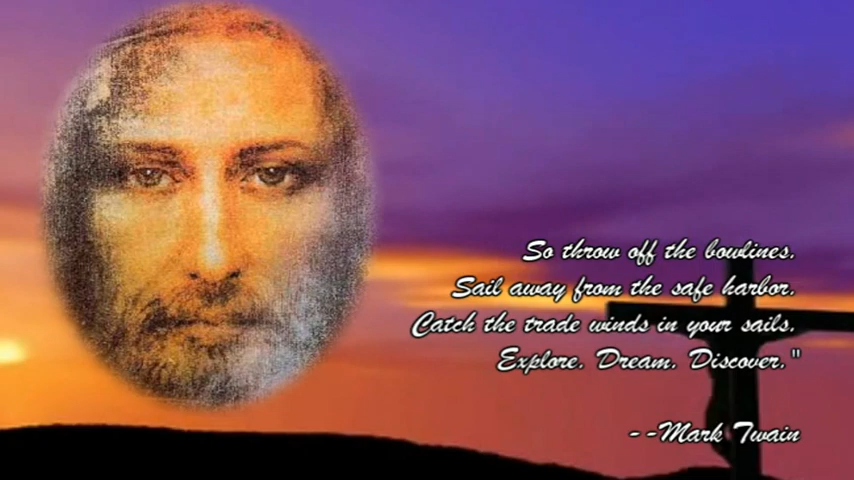 So throw off the bowlines.
Sail away from the safe harbor.
Catch the trade winds in your sails.
Explore. Dream. Discover."
--Mark Twain